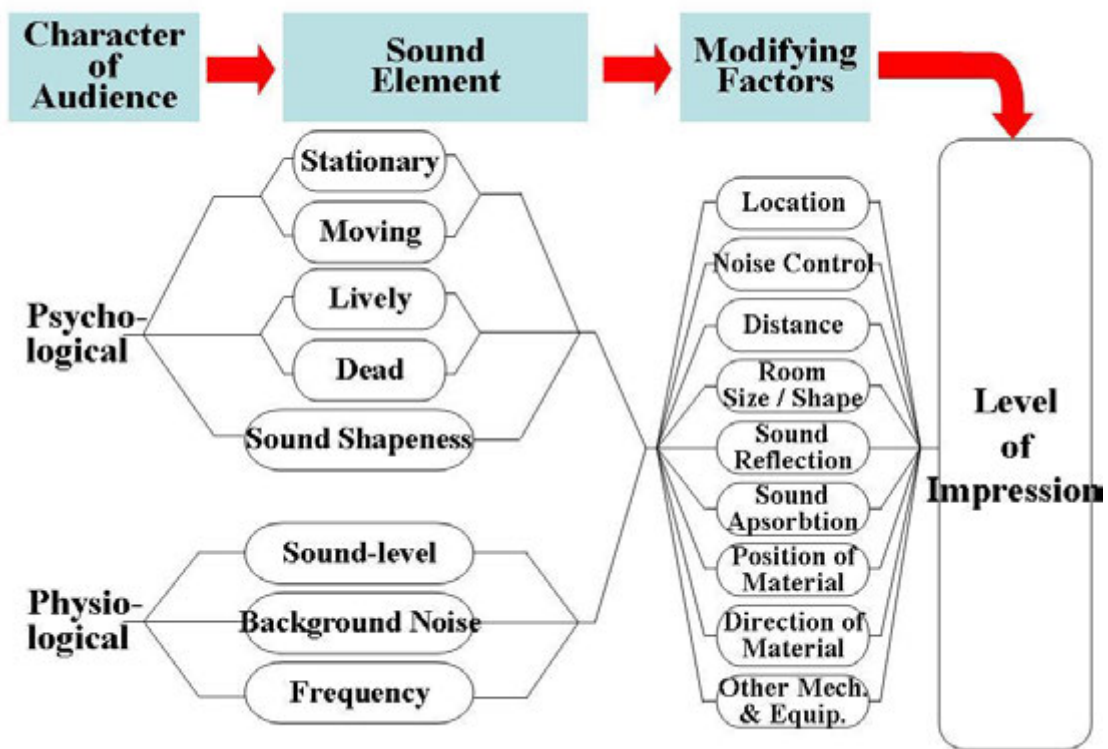 Character
of
Audience
Sound
Element
Modifying
Factors
Psycho-
logical
Physio-
logical
Stationary
Moving
Lively
Dead
Sound Shapeness
Sound-level
Background Noise
Frequency
Location
Noise Control
Distance
Room
Size / Shape
Sound
Reflection
Sound
Apsorbtion
Position of
Material
Direction of
Material
Other Mech.
& Equip.
Level
of
Impression